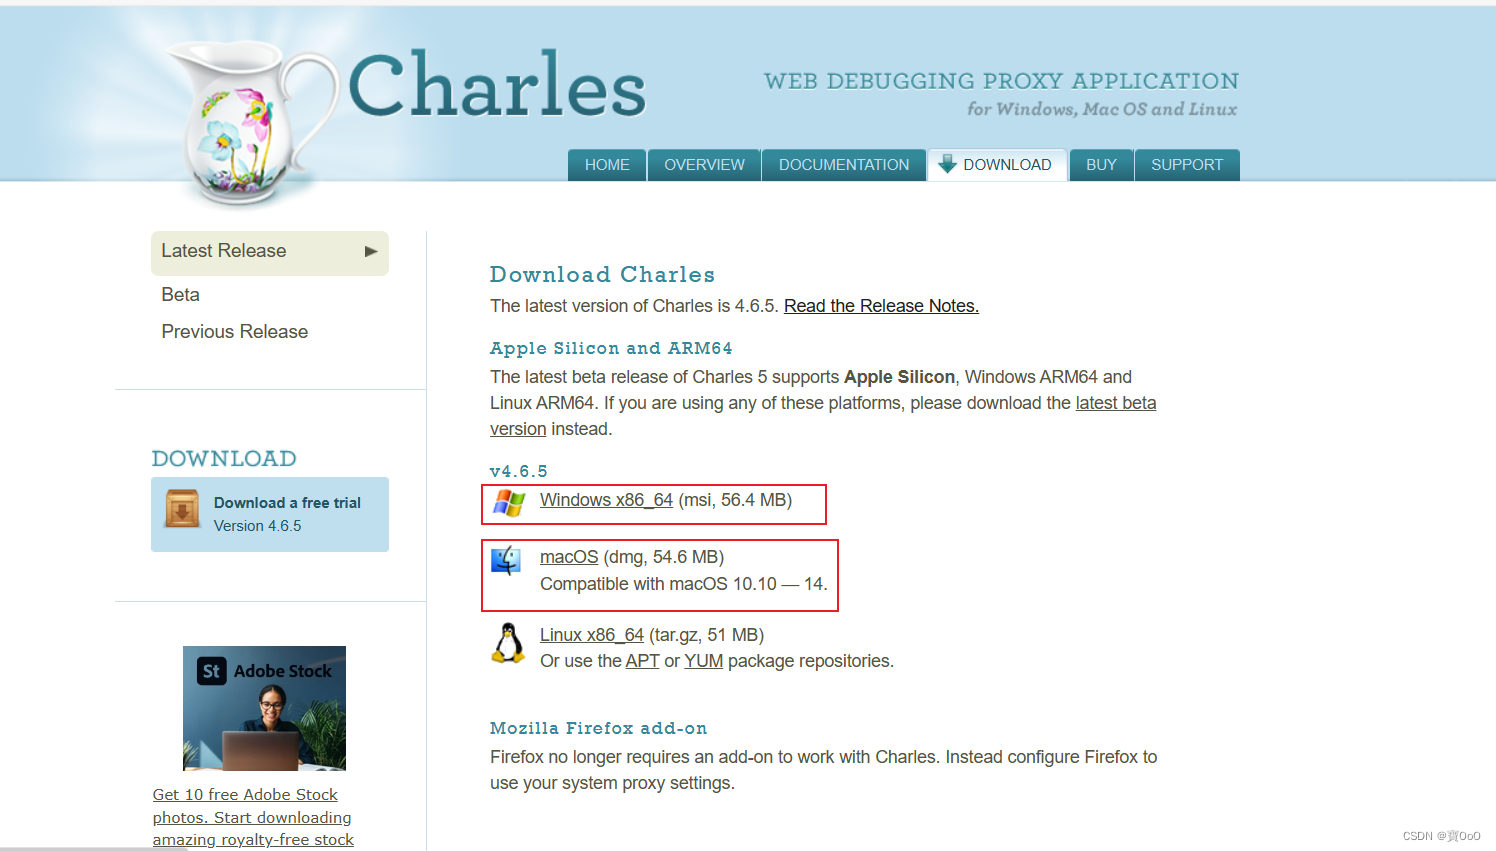 Charles
WEB DEBUGGING PROXY APPLICATION
for Windows, Mac OS and Linux
HOME
OVERVIEW
DOCUMENTATION
DOWNLOAD
BUY
SUPPORT
Latest Release
Beta
Previous Release
DOWNLOAD
Download a free trial
Version 4.6.5
St Adobe Stock
Get 10 free Adobe Stock
photos. Start downloading
amazing royalty-free stock
Download Charles
The latest version of Charles is 4.6.5. Read the Release Notes.
Apple Silicon and ARM64
The latest beta release of Charles 5 supports Apple Silicon, Windows ARM64 and
Linux ARM64. If you are using any of these platforms, please download the latest beta
version instead.
v4.6.5
Windows x86_64 (msi, 56.4 MB)
macOS (dmg, 54.6 MB)
Compatible with macOS 10.10 — 14.
Linux x86_64 (tar.gz, 51 MB)
Or use the APT or YUM package repositories.
Mozilla Firefox add-on
Firefox no longer requires an add-on to work with Charles. Instead configure Firefox to
use your system proxy settings.
CSDN @寶OoO